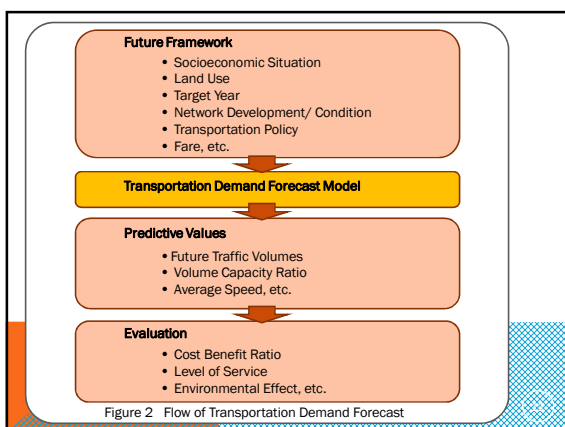 Future Framework
• Socioeconomic Situation
• Land Use
• Target Year
• Network Development/ Condition
• Transportation Policy
• Fare, etc.
Transportation Demand Forecast Model
Predictive Values
• Future Traffic Volumes
• Volume Capacity Ratio
• Average Speed, etc.
Evaluation
• Cost Benefit Ratio
• Level of Service
• Environmental Effect, etc.
Figure 2 Flow of Transportation Demand Forecast